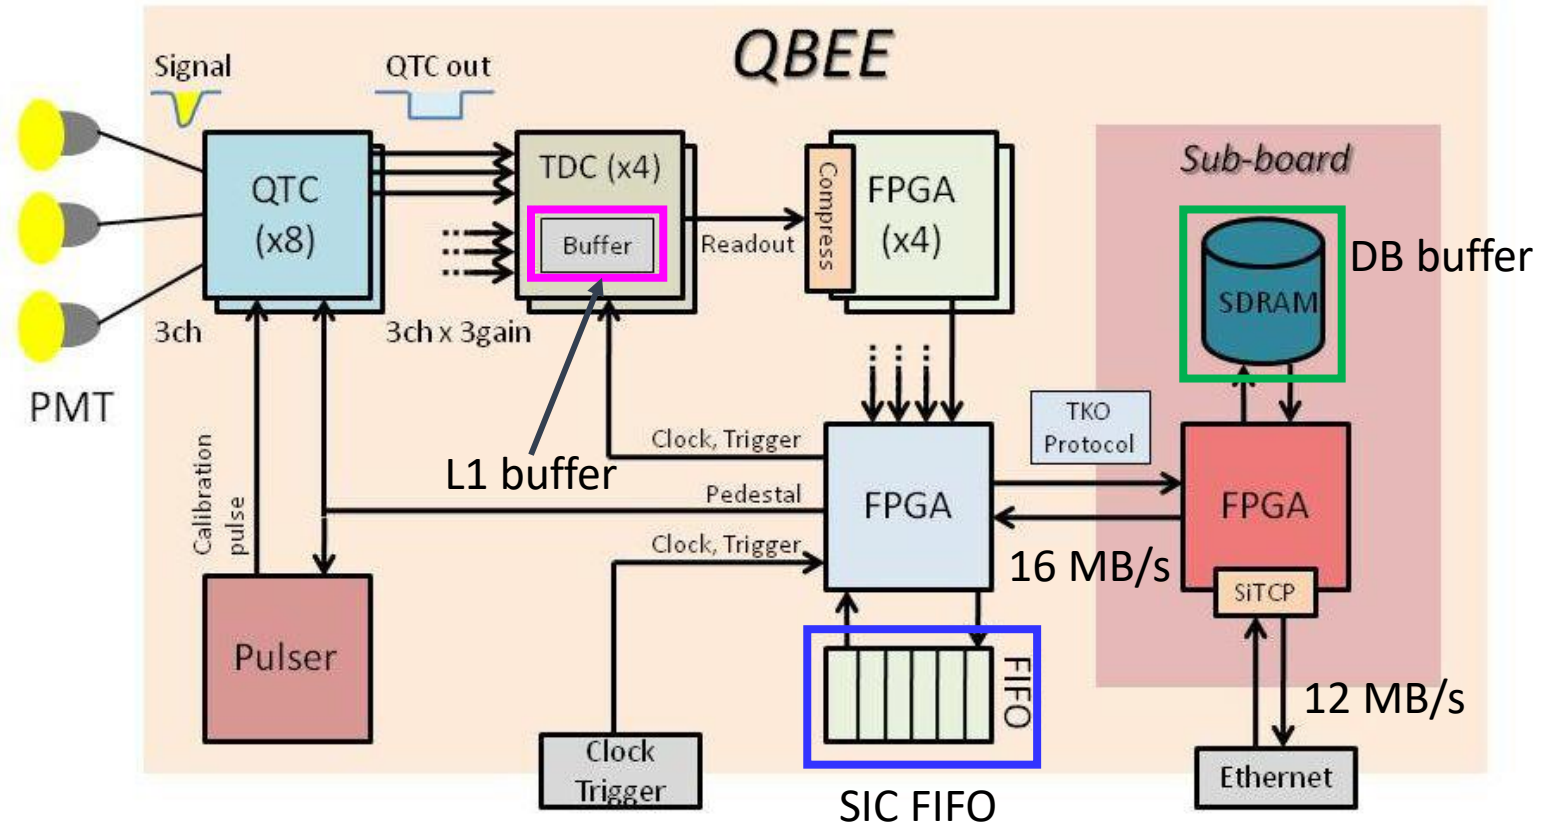 QBEE
Signal
QTC out
QTC
(x8)
TDC (x4)
Buffer
Readout
Compress
FPGA
(x4)
Sub-board
SDRAM
DB buffer
3ch
3ch x 3gain
PMT
L1 buffer
Clock, Trigger
Pedestal
Clock, Trigger
Calibration
pulse
FPGA
TKO
Protocol
FPGA
16 MB/s
SiTCP
Pulser
FIFO
12 MB/s
Clock
Trigger
SIC FIFO
Ethernet